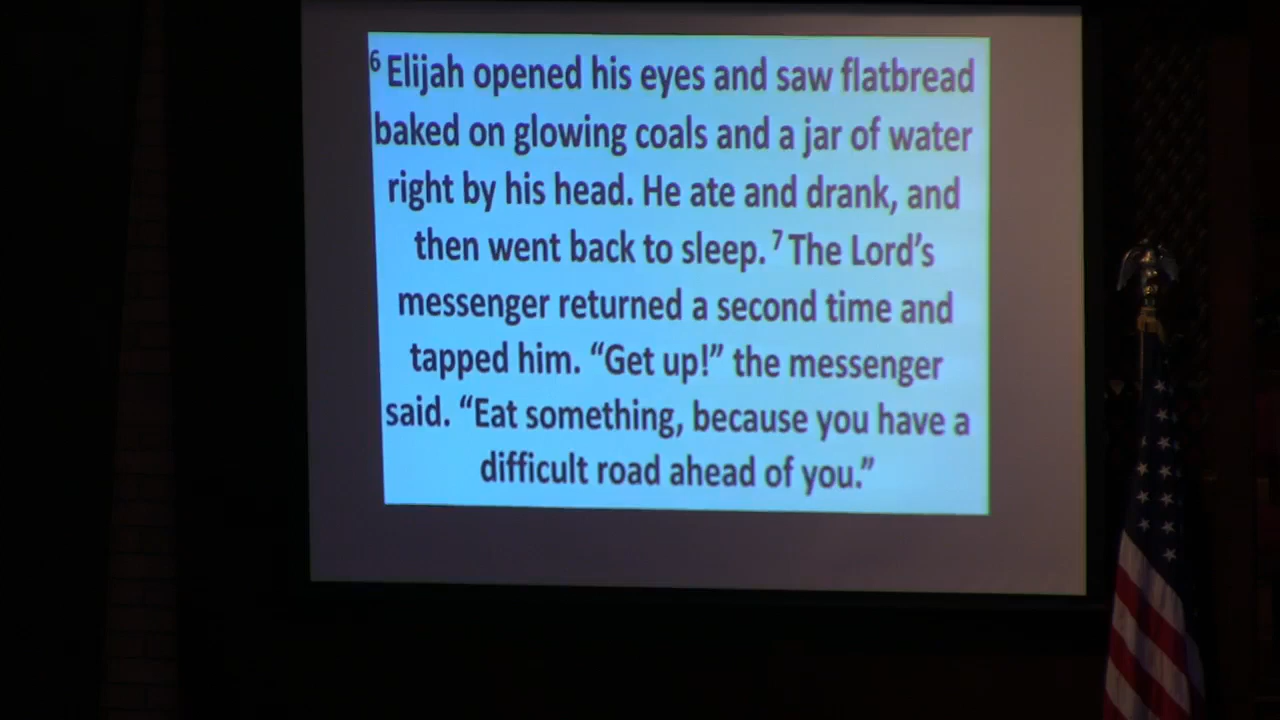 ⁶ Elijah opened his eyes and saw flatbread
baked on glowing coals and a jar of water
right by his head. He ate and drank, and
then went back to sleep. ⁷ The Lord’s
messenger returned a second time and
tapped him. “Get up!” the messenger
said. “Eat something, because you have a
difficult road ahead of you.”